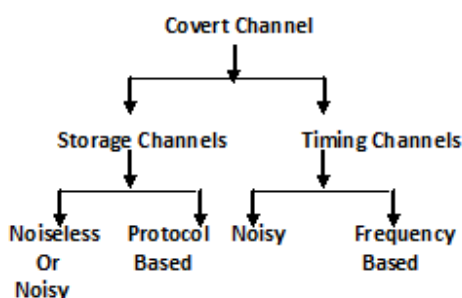 Covert Channel
Storage Channels
Timing Channels
Noiseless
Or
Noisy
Protocol
Based
Noisy
Frequency
Based